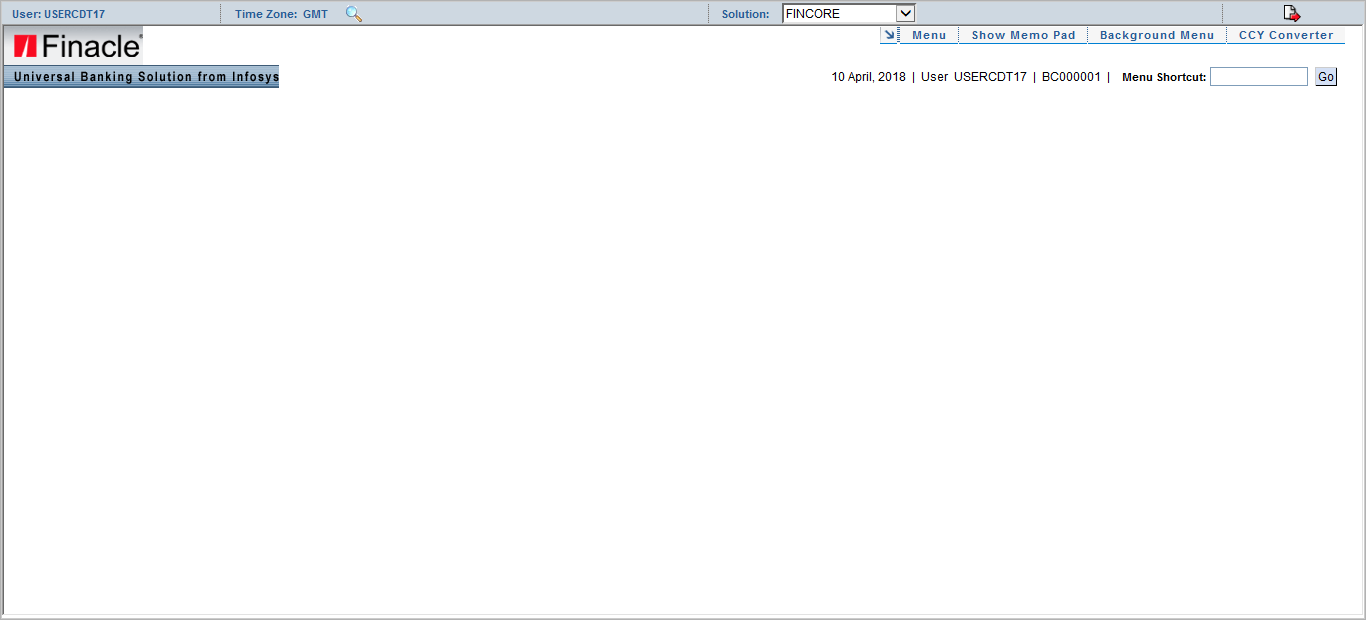 User: USERCDT17 Time Zone: GMT Solution: FINCORE
Finacle
Menu Show Memo Pad Background Menu CCY Converter
Universal Banking Solution from Infosys
10 April, 2018 | User USERCDT17 | BC000001 | Menu Shortcut: Go